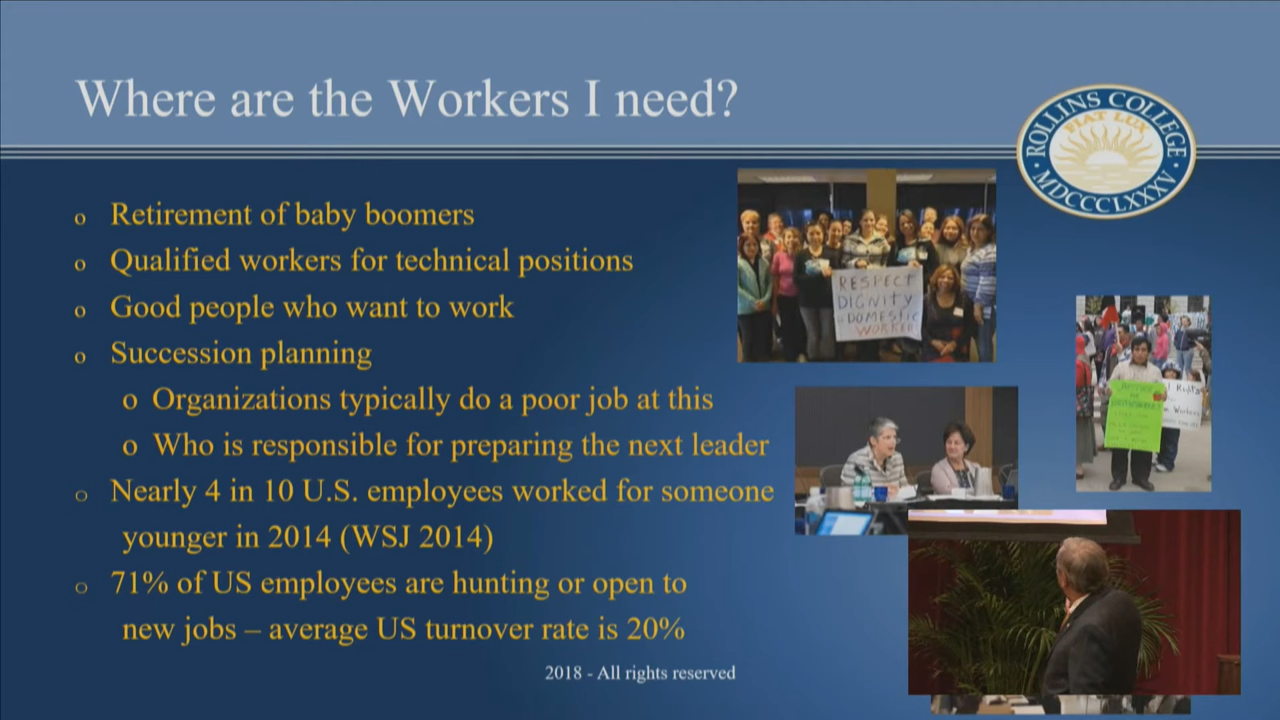 Where are the Workers I need?
ROLLINS COLLEGE
FIAT LUX
MDCCCLXXXV
o Retirement of baby boomers
o Qualified workers for technical positions
o Good people who want to work
o Succession planning
o Organizations typically do a poor job at this
o Who is responsible for preparing the next leader
o Nearly 4 in 10 U.S. employees worked for someone
younger in 2014 (WSJ 2014)
o 71% of US employees are hunting or open to
new jobs – average US turnover rate is 20%
RESPECT
DIGNITY
DOMESTIC
WORKER
Workers
2018 - All rights reserved